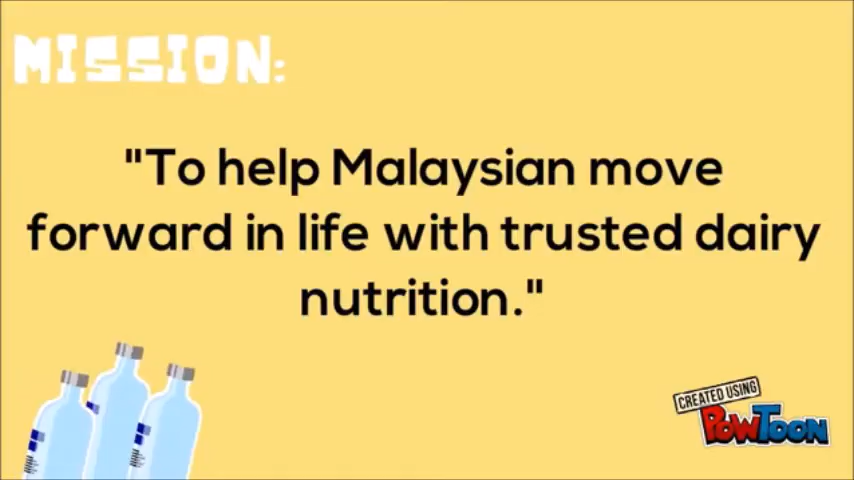 MISSION:
"To help Malaysian move
forward in life with trusted dairy
nutrition."
CREATED USING
POWTOON